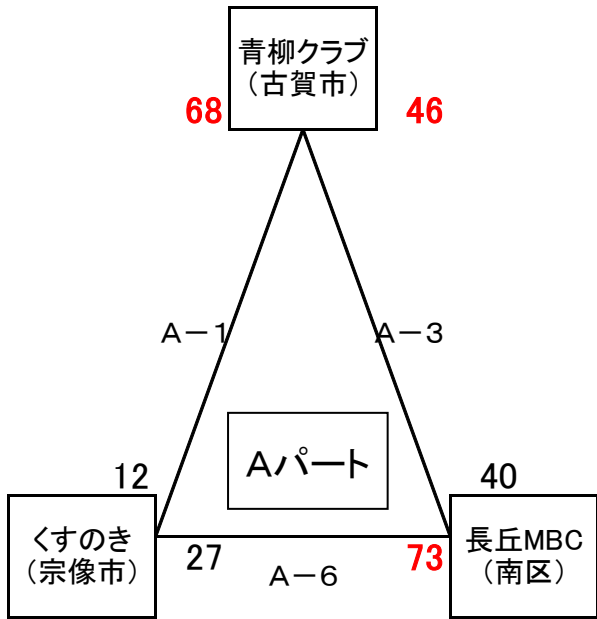 青柳クラブ
（古賀市）
68
46
Ａ－１
Ａ－３
Ａパート
12
40
くすのき
（宗像市）
27
73
長丘MBC
（南区）
Ａ－６